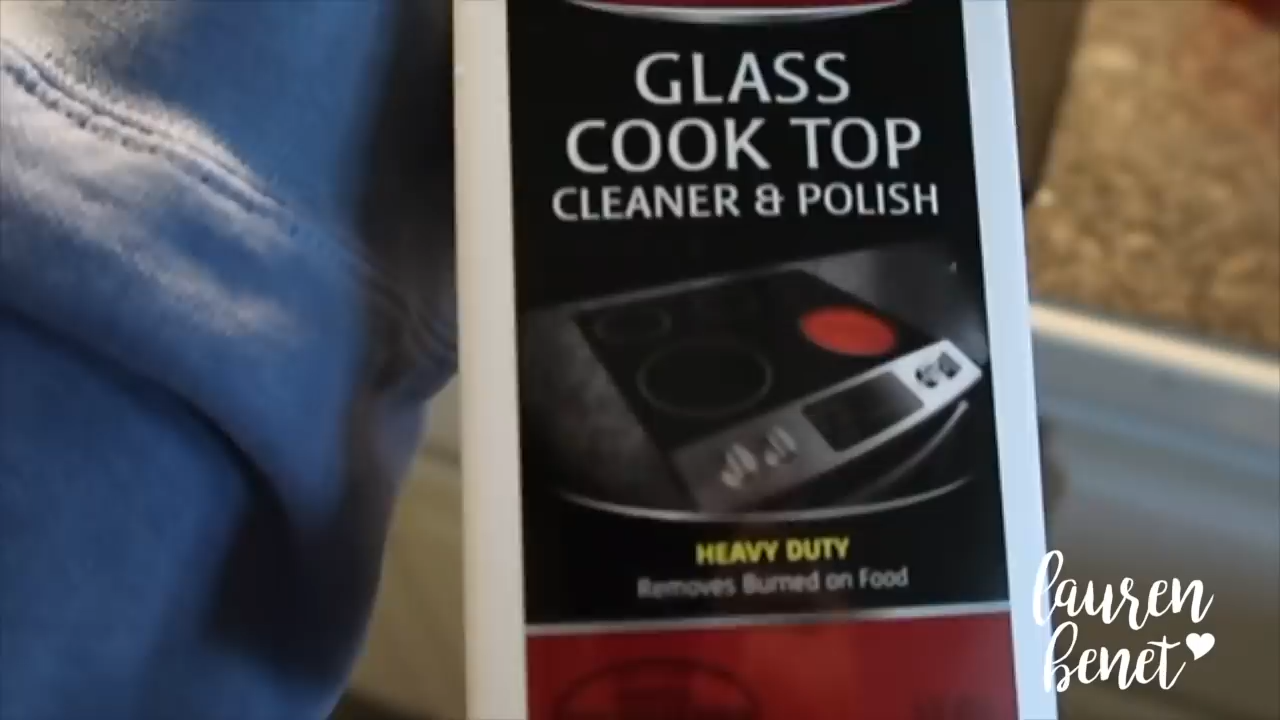 GLASS
COOK TOP
CLEANER & POLISH
HEAVY DUTY
Removes Burned on Food
lauren
benet